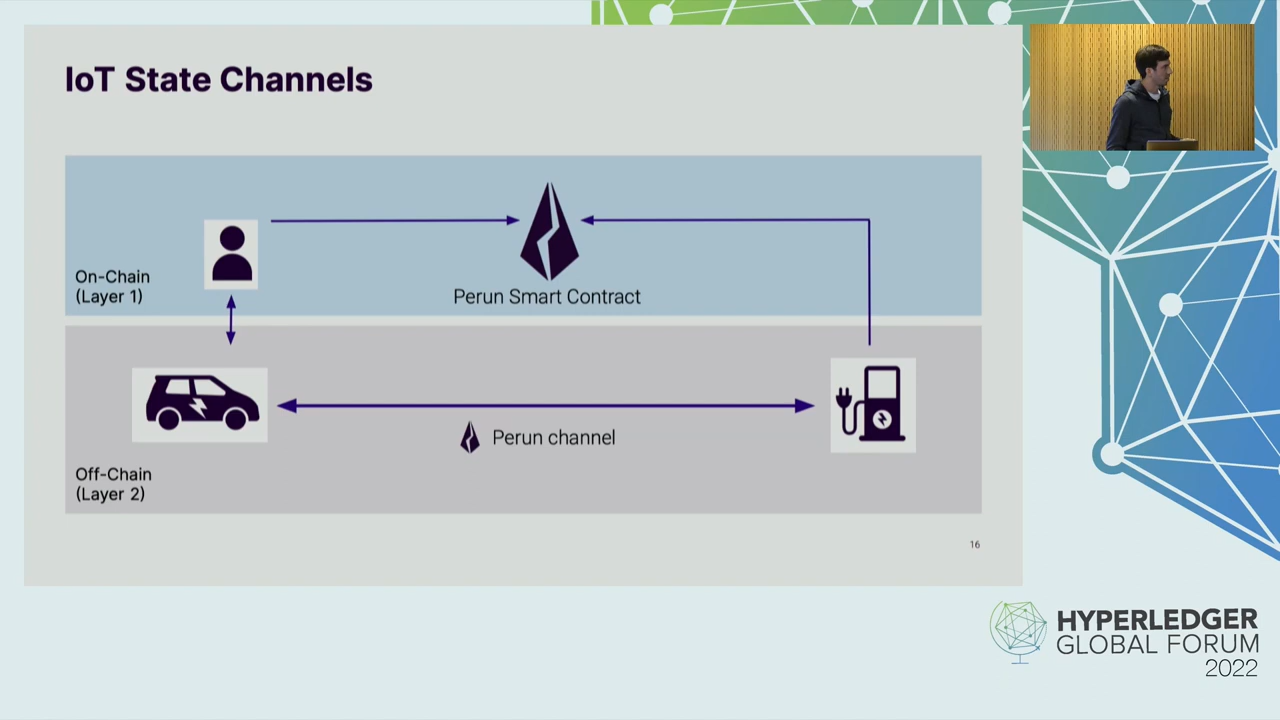 IoT State Channels
On-Chain
(Layer 1)
Perun Smart Contract
Perun channel
Off-Chain
(Layer 2)
16
HYPERLEDGER
GLOBAL FORUM
2022